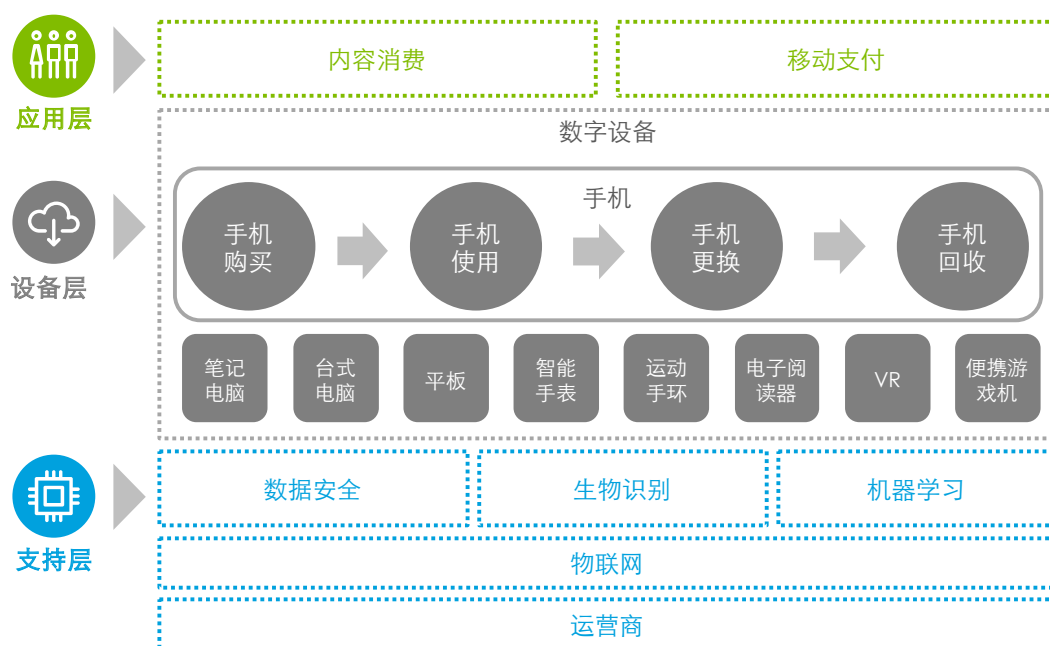 应用层
内容消费
移动支付
设备层
数字设备
手机
手机
购买
手机
使用
手机
更换
手机
回收
笔记
电脑
台式
电脑
平板
智能
手表
运动
手环
电子阅
读器
VR
便携游
戏机
支持层
数据安全
生物识别
机器学习
物联网
运营商